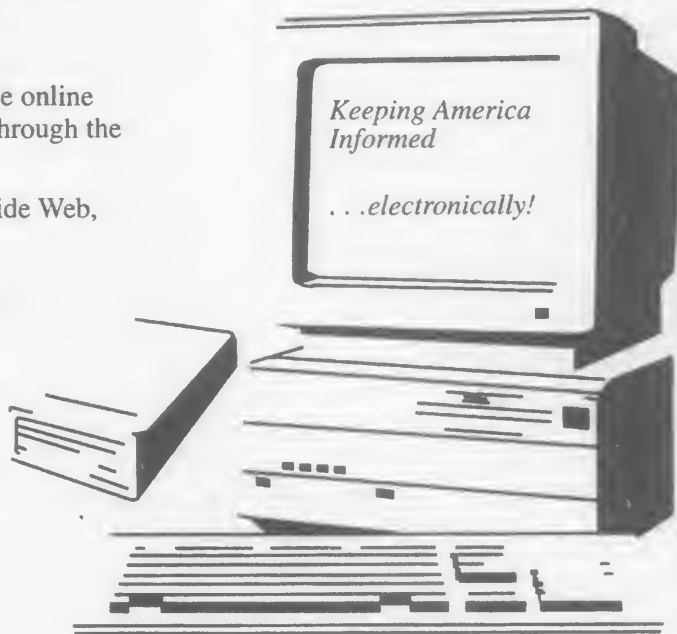 e online
hrough the
ide Web,
Keeping America
Informed
. . .electronically!